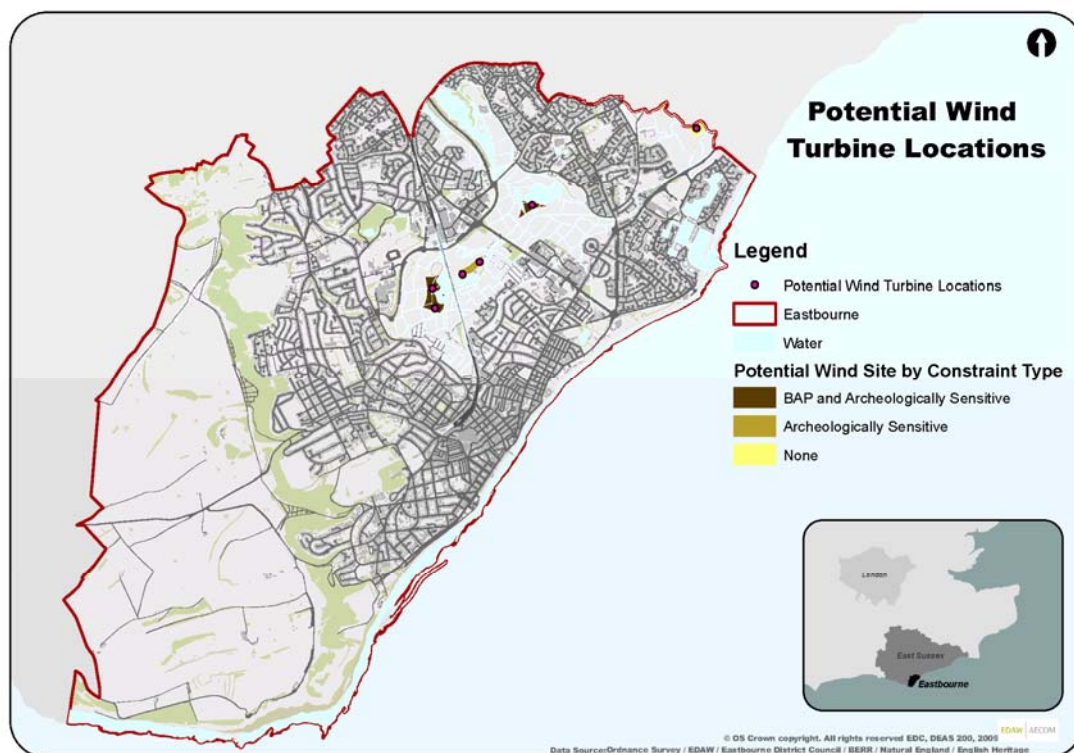 Potential Wind
Turbine Locations
Legend
Potential Wind Turbine Locations
Eastbourne
Water
Potential Wind Site by Constraint Type
BAP and Archeologically Sensitive
Archeologically Sensitive
None
London
East Sussex
Eastbourne
EDAW AECOM
© OS Crown copyright. All rights reserved EDC, DEAS 200, 2009
Data Source:Ordnance Survey / EDAW / Eastbourne District Council / BERR / Natural England / English Heritage